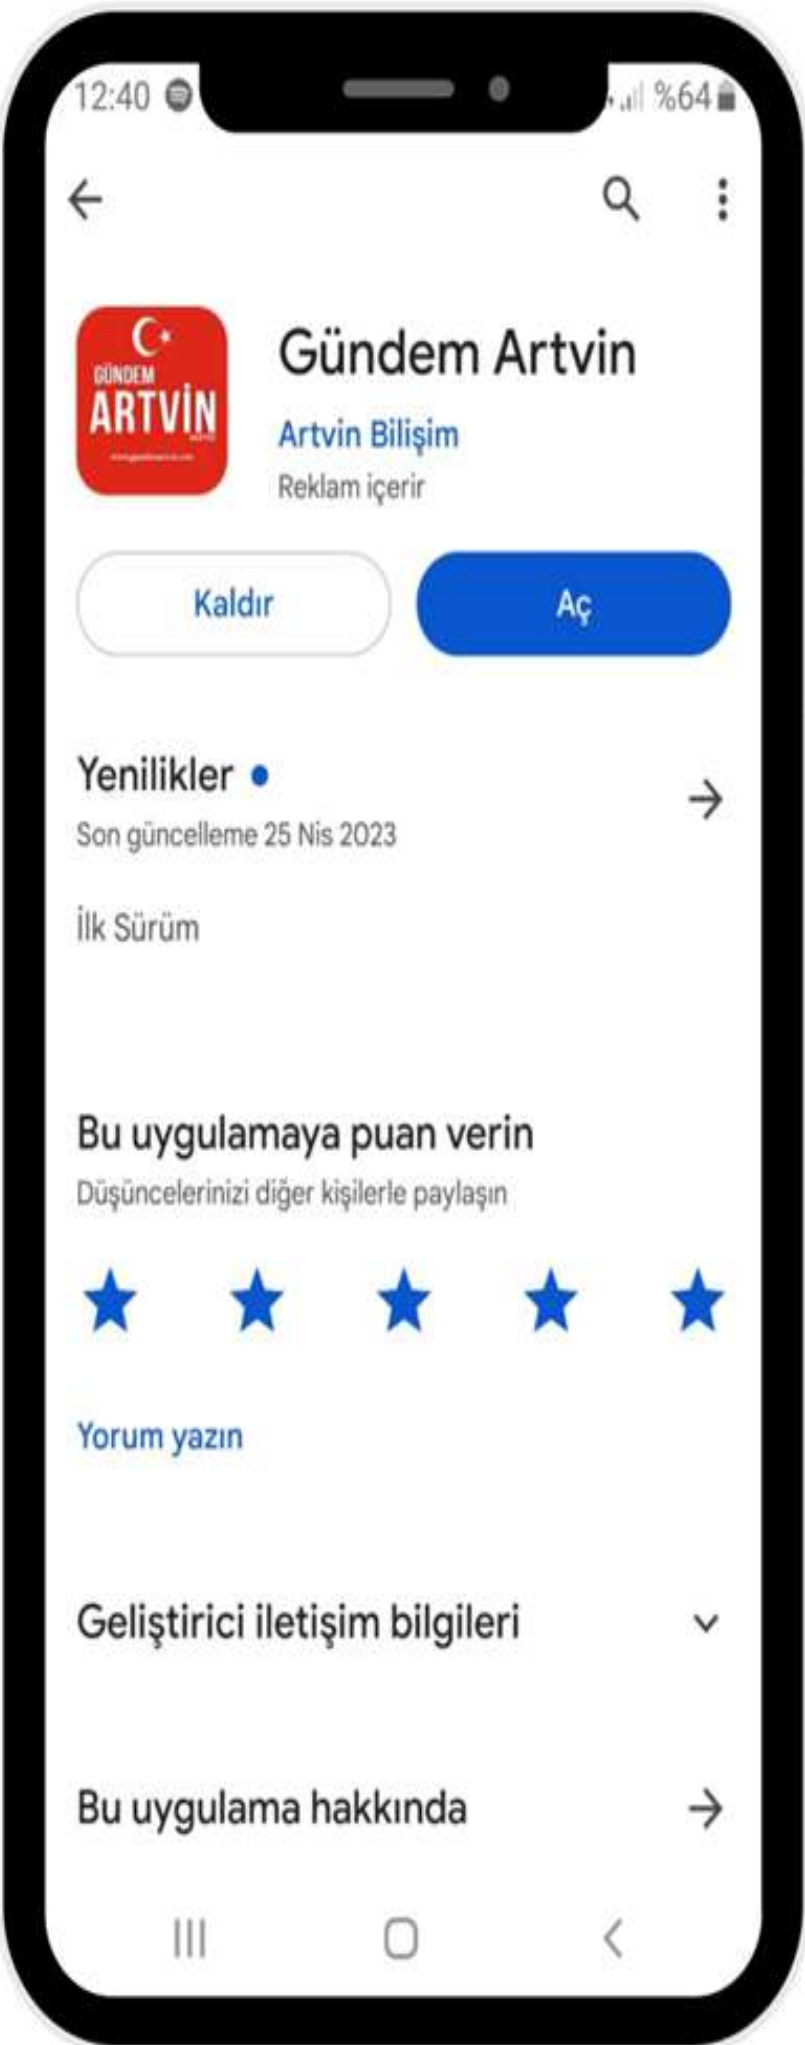 12:40
%64
GÜNDEM
ARTVİN
Gündem Artvin
Artvin Bilişim
Reklam içerir
Kaldır
Aç
Yenilikler
Son güncelleme 25 Nis 2023
İlk Sürüm
Bu uygulamaya puan verin
Düşüncelerinizi diğer kişilerle paylaşın
Yorum yazın
Geliştirici iletişim bilgileri
Bu uygulama hakkında